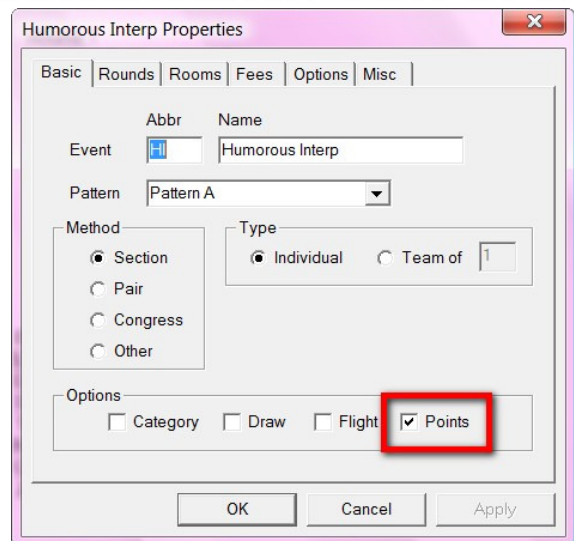 Humorous Interp Properties
Basic Rounds Rooms Fees Options Misc
Abbr Name
Event HI Humorous Interp
Pattern Pattern A
Method Type
Section Individual Team of 1
Pair
Congress
Other
Options
Category Draw Flight Points
OK Cancel Apply